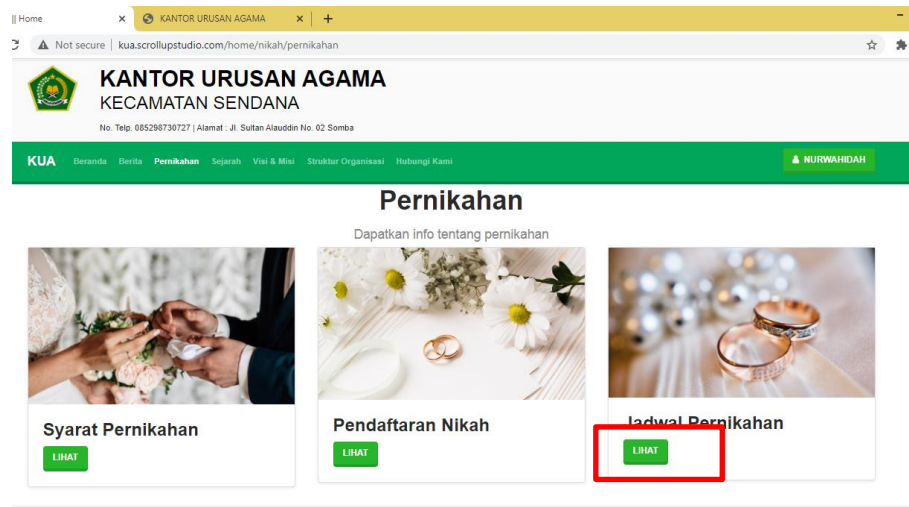 || Home
KANTOR URUSAN AGAMA
Not secure | kua.scrollupstudio.com/home/nikah/pernikahan
KANTOR URUSAN AGAMA
KECAMATAN SENDANA
No. Telp. 085298730727 | Alamat : Jl. Sultan Alauddin No. 02 Somba
KUA Beranda Berita Pernikahan Sejarah Visi & Misi Struktur Organisasi Hubungi Kami NURWAHIDAH
Pernikahan
Dapatkan info tentang pernikahan
Syarat Pernikahan
LIHAT
Pendaftaran Nikah
LIHAT
Jadwal Pernikahan
LIHAT